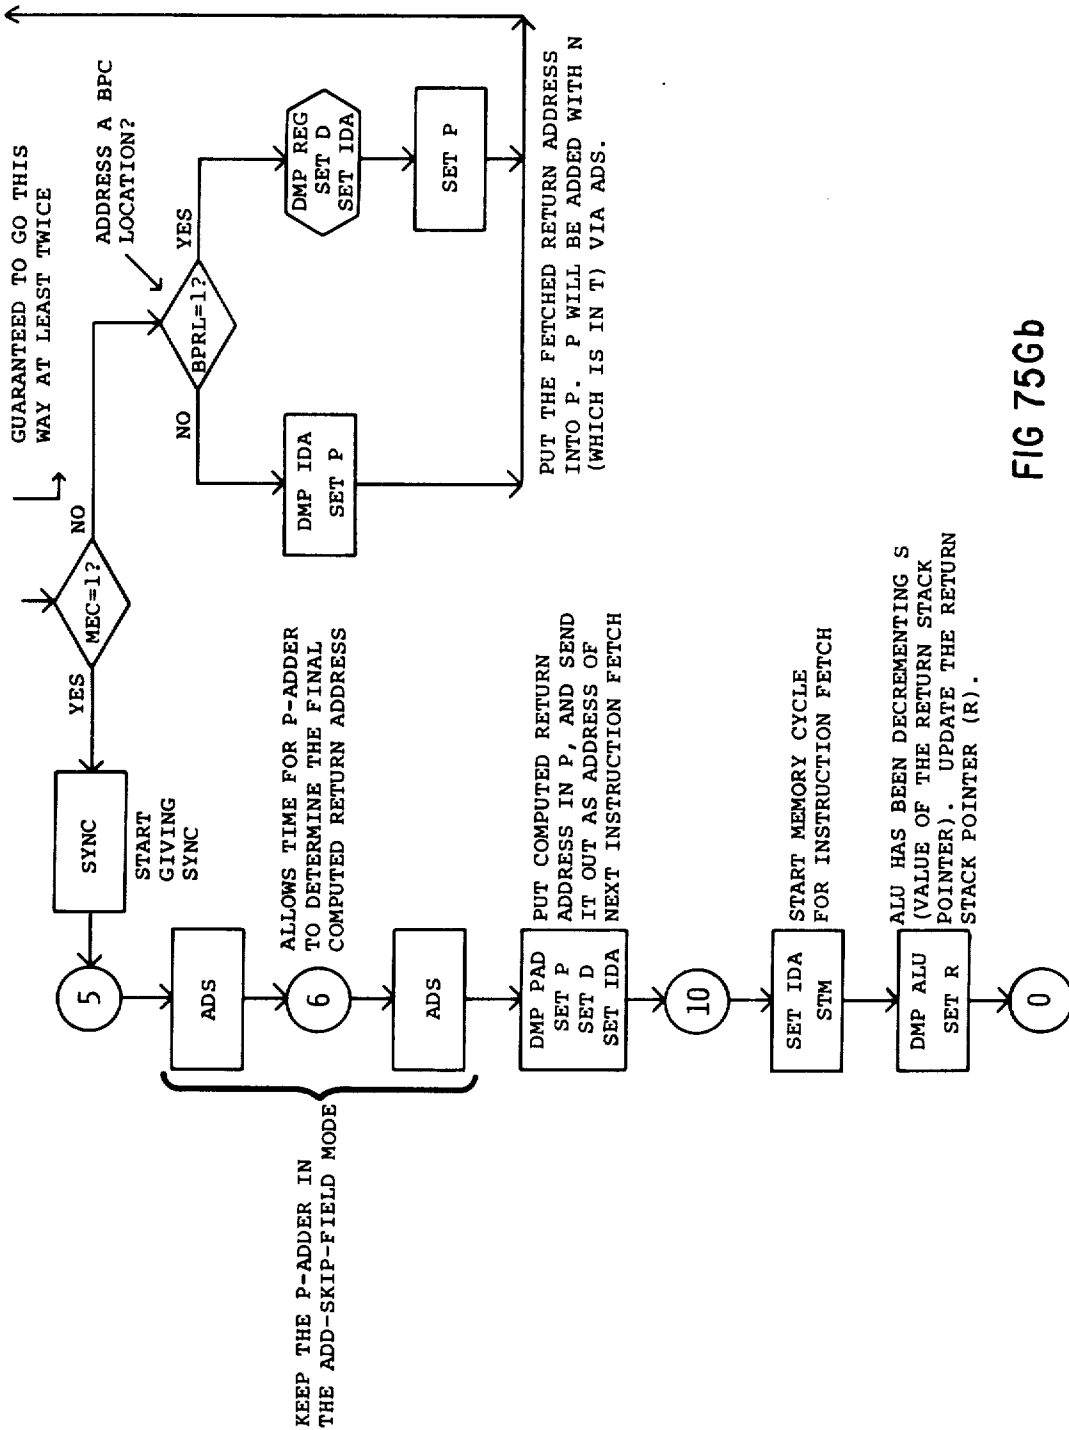 GUARANTEED TO GO THIS
WAY AT LEAST TWICE
MEC=1?
YES
NO
ADDRESS A BPC
LOCATION?
BPRL=1?
NO
YES
DMP IDA
SET P
DMP REG
SET D
SET IDA
SET P
PUT THE FETCHED RETURN ADDRESS
INTO P. P WILL BE ADDED WITH N
(WHICH IS IN T) VIA ADS.
SYNC
START
GIVING
SYNC
5
ADS
6
ALLOWS TIME FOR P-ADDER
TO DETERMINE THE FINAL
COMPUTED RETURN ADDRESS
ADS
KEEP THE P-ADDER IN
THE ADD-SKIP-FIELD MODE
DMP PAD
SET P
SET D
SET IDA
PUT COMPUTED RETURN
ADDRESS IN P, AND SEND
IT OUT AS ADDRESS OF
NEXT INSTRUCTION FETCH
10
SET IDA
STM
START MEMORY CYCLE
FOR INSTRUCTION FETCH
DMP ALU
SET R
ALU HAS BEEN DECREMENTING S
(VALUE OF THE RETURN STACK
POINTER). UPDATE THE RETURN
STACK POINTER (R).
0
FIG 75Gb